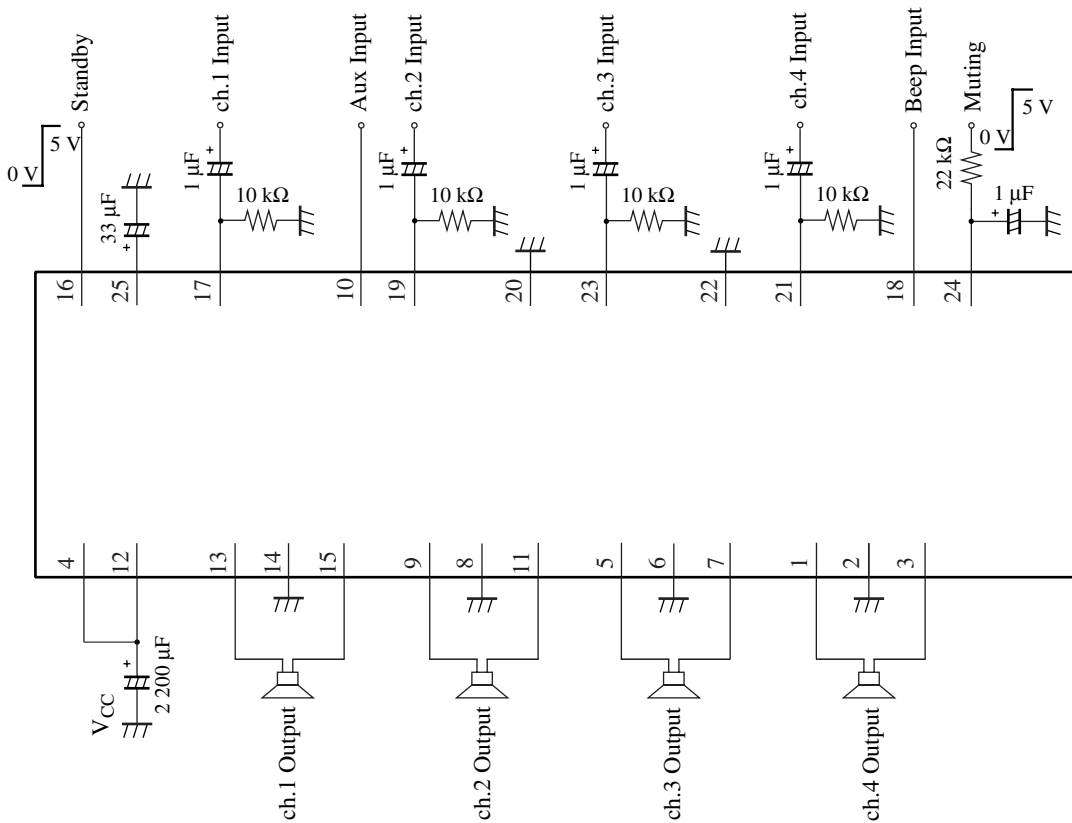 0 V
5 V
Standby
33 µF
+
1 µF
+
ch.1 Input
10 kΩ
Aux Input
1 µF
+
ch.2 Input
10 kΩ
1 µF
+
ch.3 Input
10 kΩ
1 µF
+
ch.4 Input
10 kΩ
Beep Input
Muting
22 kΩ
0 V
5 V
1 µF
+
16
25
17
10
19
20
23
22
21
18
24
4
12
13
14
15
9
8
11
5
6
7
1
2
3
VCC
+
2 200 µF
ch.1 Output
ch.2 Output
ch.3 Output
ch.4 Output